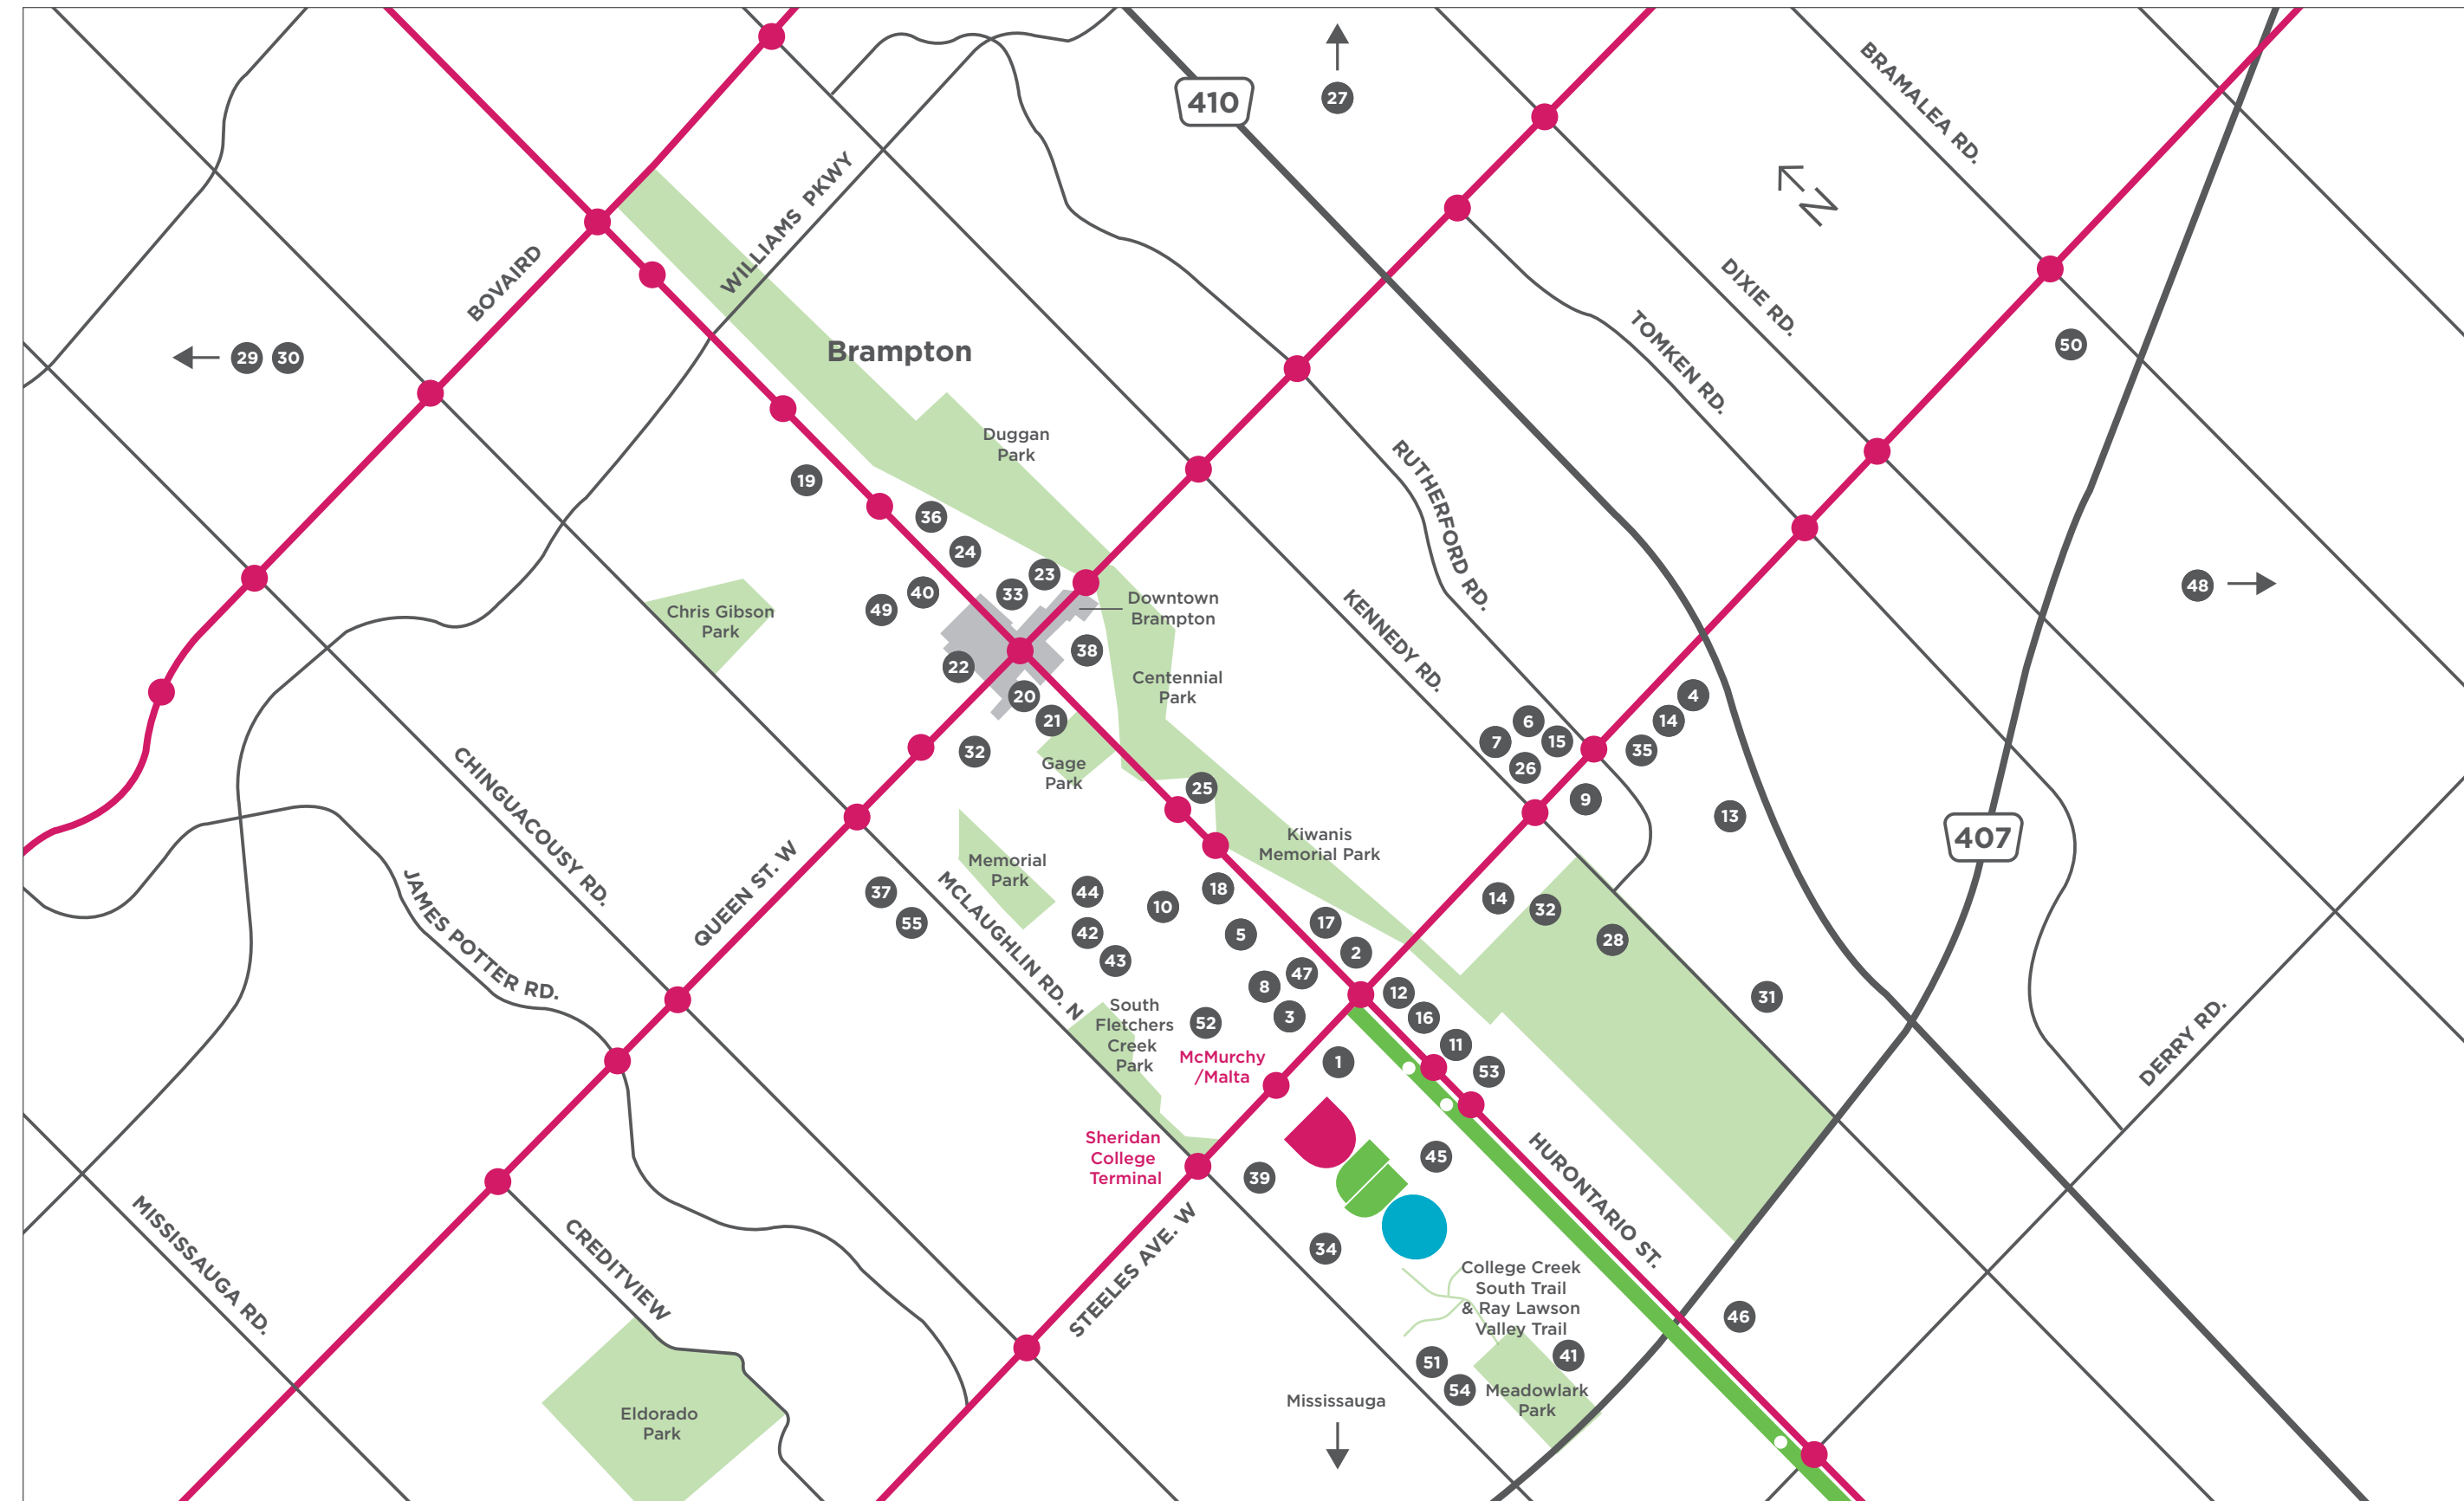 410
27
BRAMALEA RD.
N
WILLIAMS PKWY
BOVAIRD
DIXIE RD.
TOMKEN RD.
50
29
30
Brampton
Duggan
Park
19
36
24
23
33
40
49
RUTHERFORD RD.
48
Chris Gibson
Park
Downtown
Brampton
KENNEDY RD.
38
22
20
21
32
Centennial
Park
Gage
Park
4
14
6
7
15
35
26
9
13
25
407
CHINGUACOUSY RD.
QUEEN ST. W
Kiwanis
Memorial Park
Memorial
Park
JAMES POTTER RD.
37
55
MCLAUGHLIN RD. N
44
10
18
42
43
5
17
2
14
32
28
47
8
3
12
16
31
11
53
52
1
South
Fletchers
Creek
Park
McMurchy
/Malta
DERRY RD.
Sheridan
College
Terminal
39
45
HURONTARIO ST.
34
MISSISSAUGA RD.
CREDITVIEW
STEELES AVE. W
College Creek
South Trail
& Ray Lawson
Valley Trail
46
41
51
54
Meadowlark
Park
Mississauga
Eldorado
Park